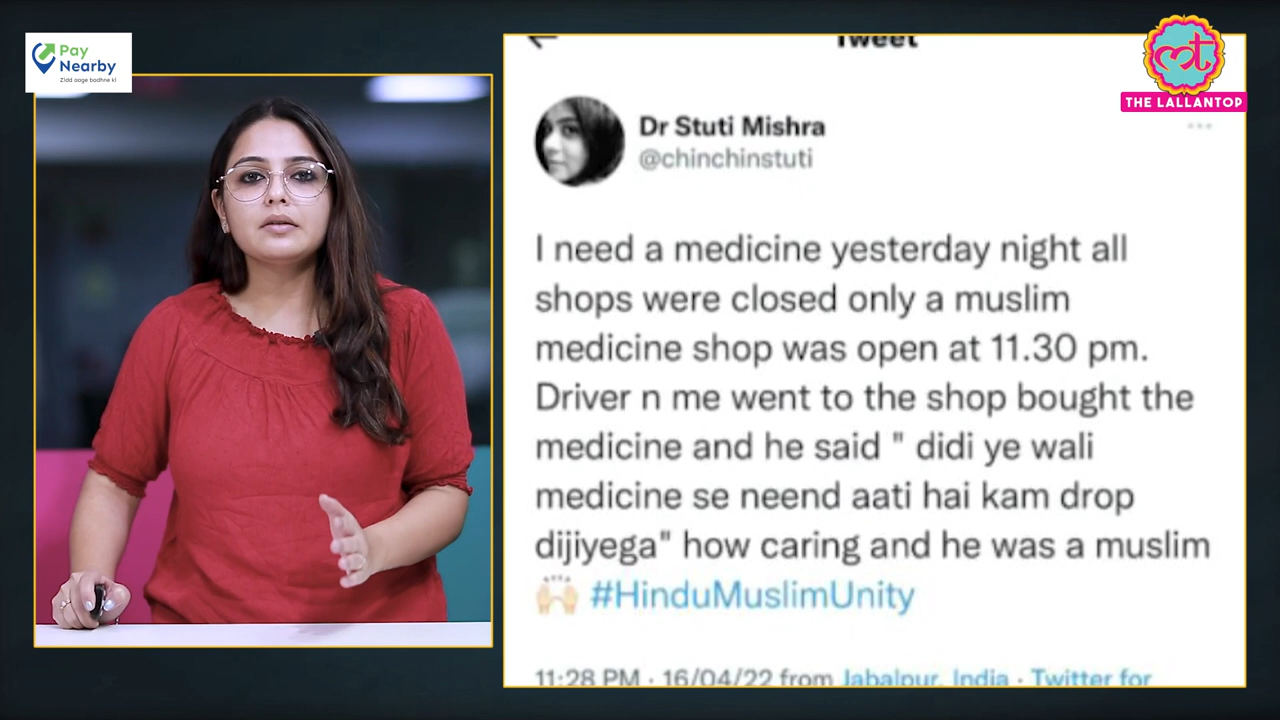 Pay
Nearby
Zidd aage badhne ki
Tweet
THE LALLANTOP
Dr Stuti Mishra
@chinchinstuti
I need a medicine yesterday night all
shops were closed only a muslim
medicine shop was open at 11.30 pm.
Driver n me went to the shop bought the
medicine and he said " didi ye wali
medicine se neend aati hai kam drop
dijiyega" how caring and he was a muslim
🙌🏻 #HinduMuslimUnity
11:28 PM · 16/04/22 from Jabalpur, India · Twitter for